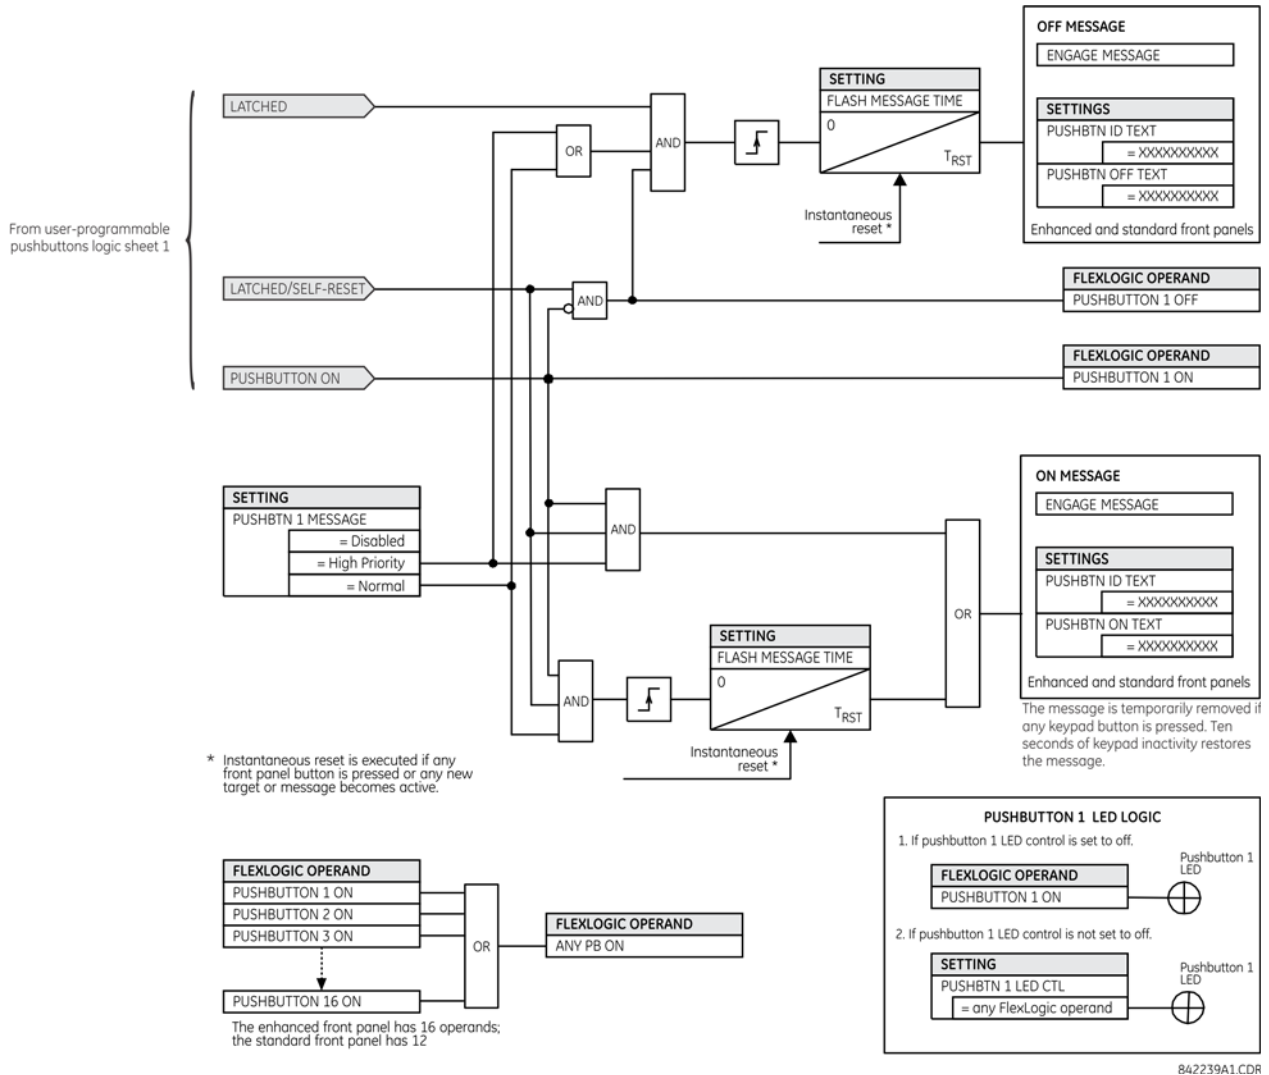 OFF MESSAGE
ENGAGE MESSAGE
SETTINGS
PUSHBTN ID TEXT
= XXXXXXXXXX
PUSHBTN OFF TEXT
= XXXXXXXXXX
Enhanced and standard front panels
SETTING
FLASH MESSAGE TIME
0
TRST
Instantaneous
reset *
LATCHED
OR
AND
From user-programmable
pushbuttons logic sheet 1
LATCHED/SELF-RESET
AND
FLEXLOGIC OPERAND
PUSHBUTTON 1 OFF
PUSHBUTTON ON
FLEXLOGIC OPERAND
PUSHBUTTON 1 ON
SETTING
PUSHBTN 1 MESSAGE
= Disabled
= High Priority
= Normal
AND
OR
ON MESSAGE
ENGAGE MESSAGE
SETTINGS
PUSHBTN ID TEXT
= XXXXXXXXXX
PUSHBTN ON TEXT
= XXXXXXXXXX
Enhanced and standard front panels
The message is temporarily removed if
any keypad button is pressed. Ten
seconds of keypad inactivity restores
the message.
AND
SETTING
FLASH MESSAGE TIME
0
TRST
Instantaneous
reset *
* Instantaneous reset is executed if any
front panel button is pressed or any new
target or message becomes active.
FLEXLOGIC OPERAND
PUSHBUTTON 1 ON
PUSHBUTTON 2 ON
PUSHBUTTON 3 ON
PUSHBUTTON 16 ON
OR
FLEXLOGIC OPERAND
ANY PB ON
The enhanced front panel has 16 operands;
the standard front panel has 12
PUSHBUTTON 1 LED LOGIC
1. If pushbutton 1 LED control is set to off.
FLEXLOGIC OPERAND
PUSHBUTTON 1 ON
Pushbutton 1
LED
2. If pushbutton 1 LED control is not set to off.
SETTING
PUSHBTN 1 LED CTL
= any FlexLogic operand
Pushbutton 1
LED
842239A1.CDR